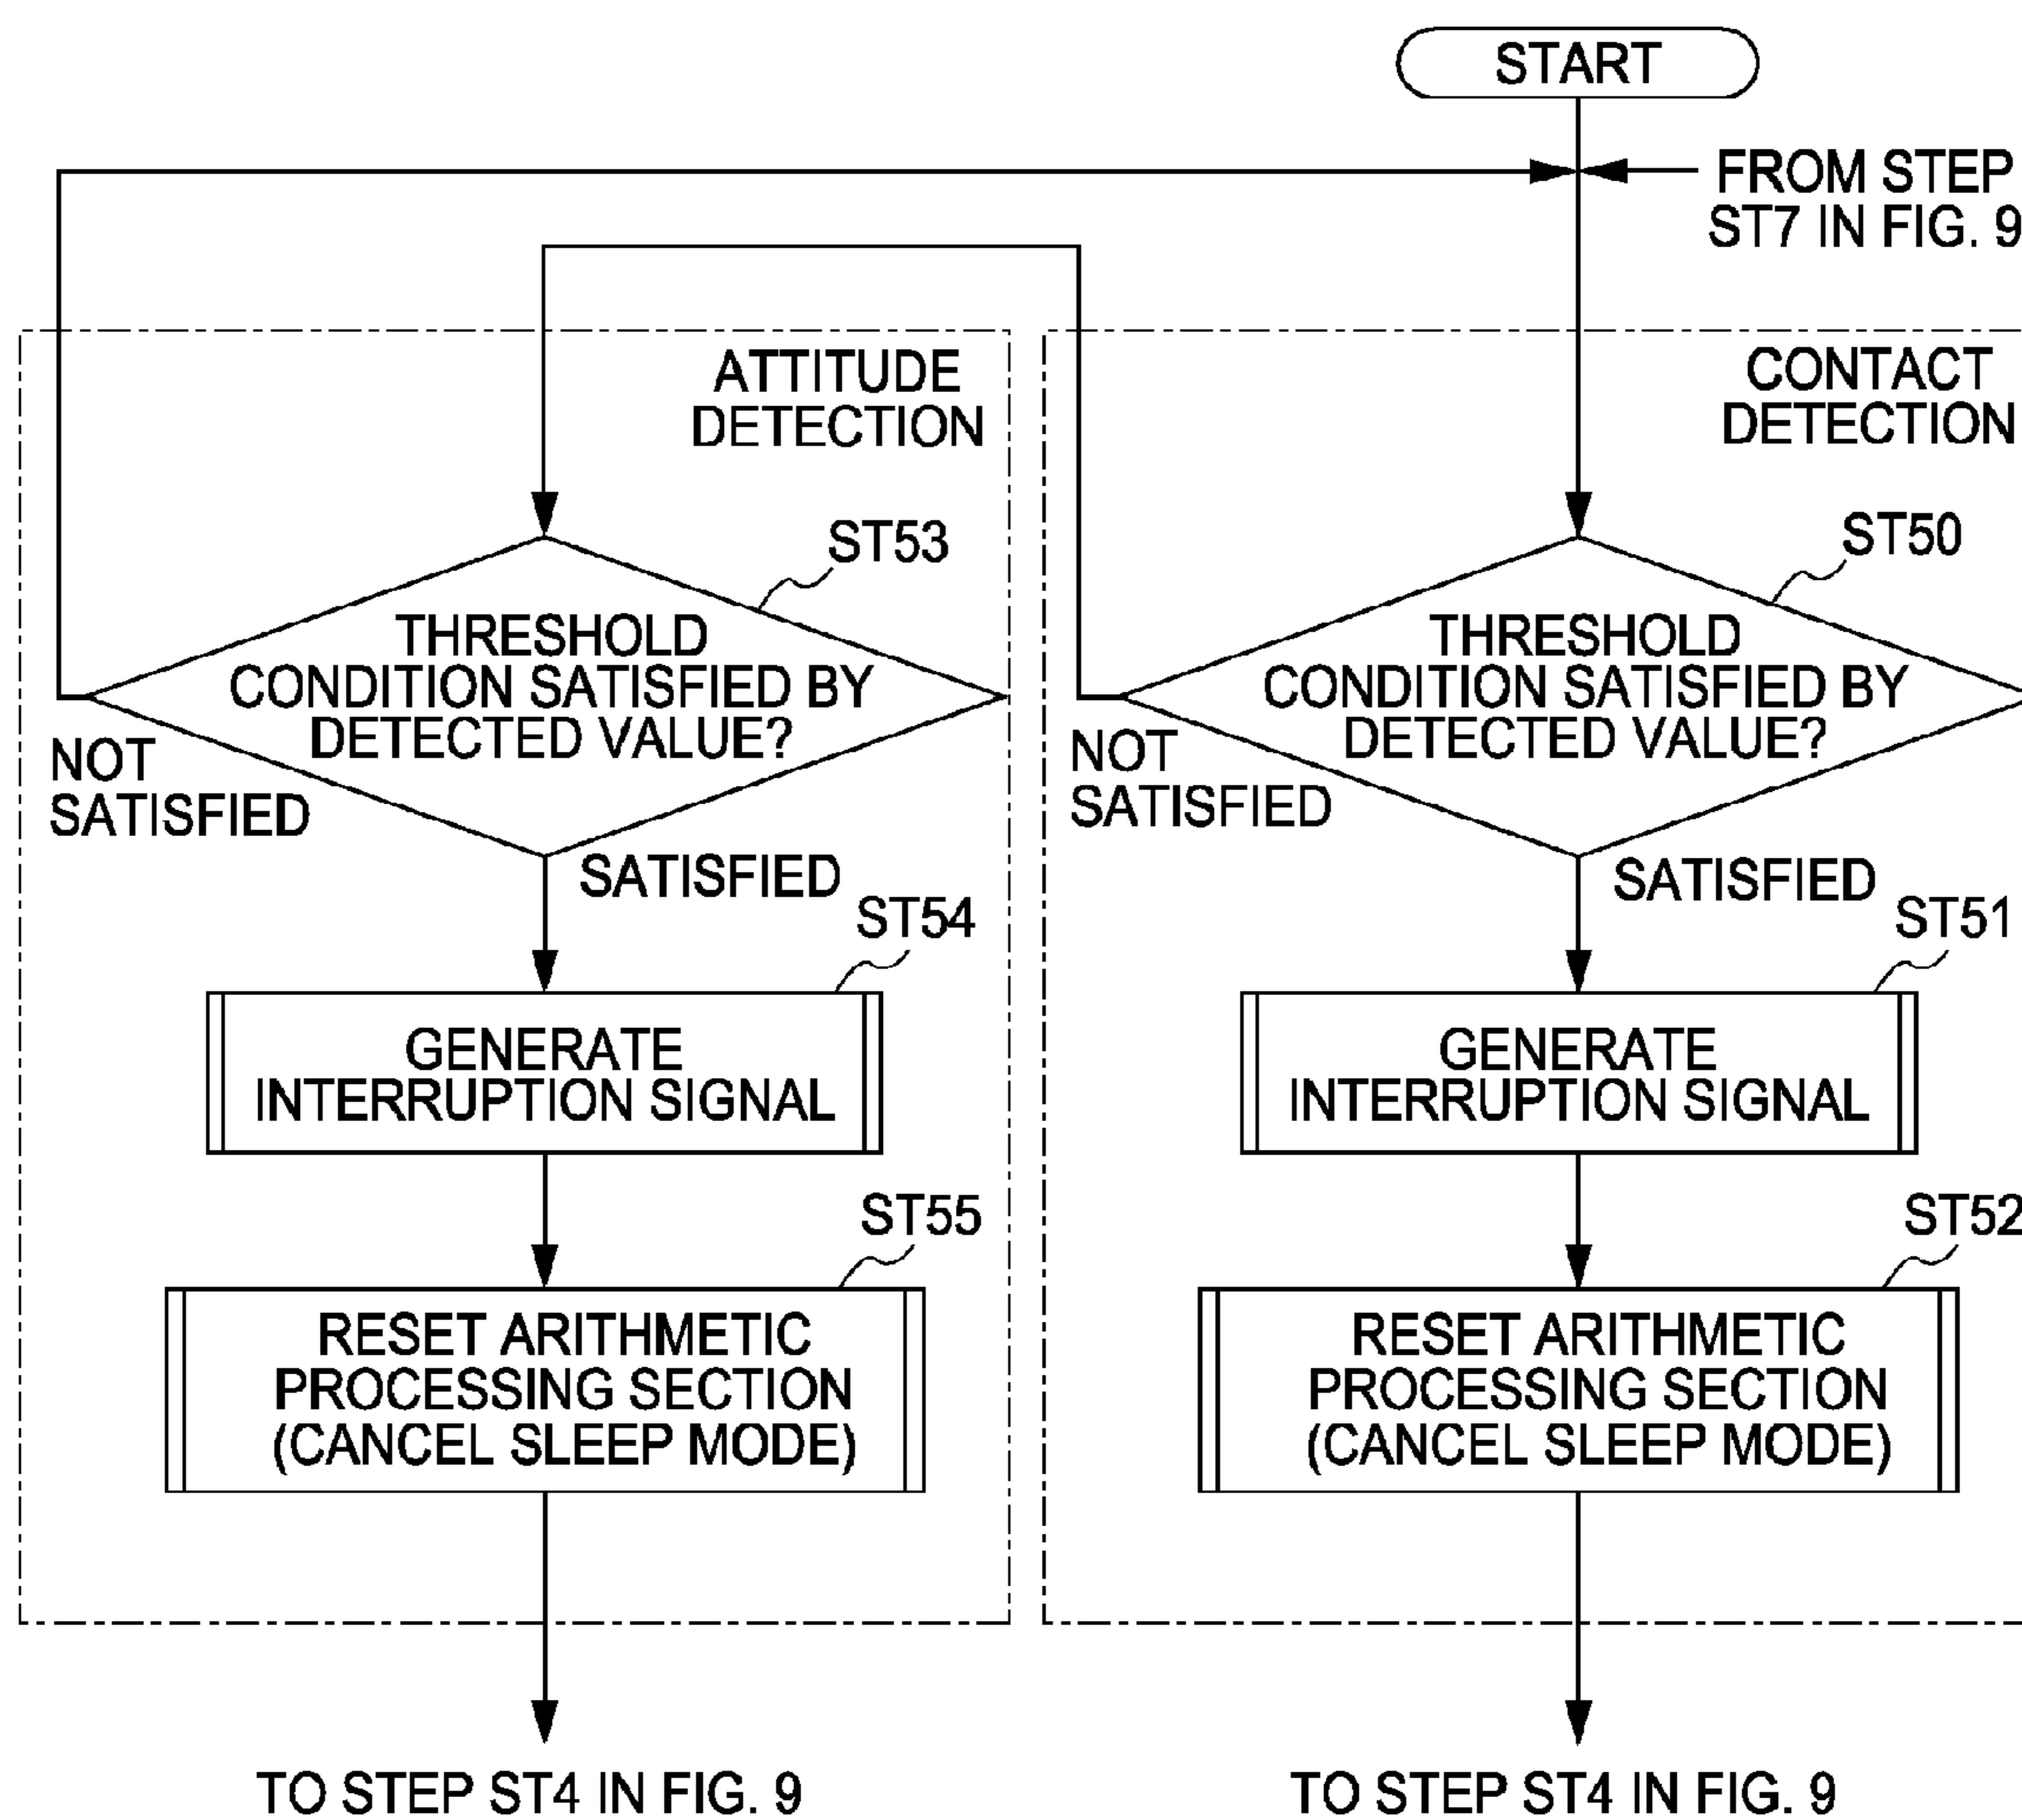 START
FROM STEP
ST7 IN FIG. 9
ATTITUDE
DETECTION
CONTACT
DETECTION
ST53
THRESHOLD
CONDITION SATISFIED BY
DETECTED VALUE?
NOT
SATISFIED
SATISFIED
ST50
THRESHOLD
CONDITION SATISFIED BY
DETECTED VALUE?
NOT
SATISFIED
SATISFIED
ST54
GENERATE
INTERRUPTION SIGNAL
ST51
GENERATE
INTERRUPTION SIGNAL
ST55
RESET ARITHMETIC
PROCESSING SECTION
(CANCEL SLEEP MODE)
ST52
RESET ARITHMETIC
PROCESSING SECTION
(CANCEL SLEEP MODE)
TO STEP ST4 IN FIG. 9
TO STEP ST4 IN FIG. 9